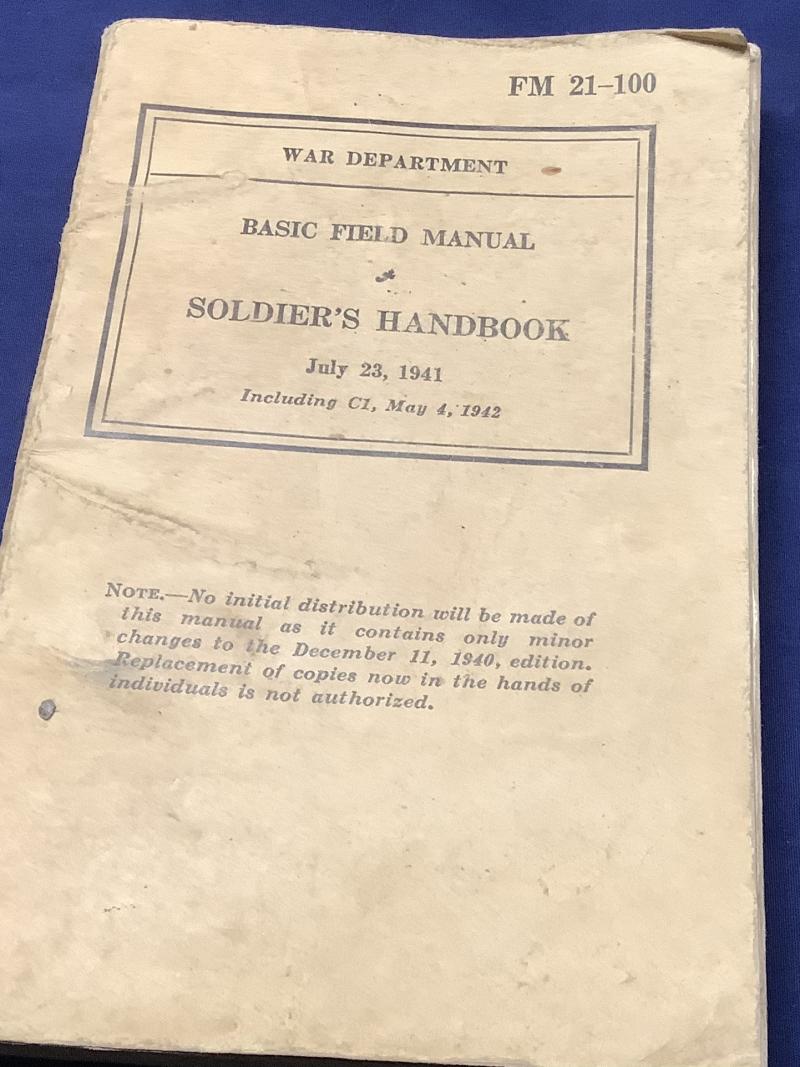 FM 21–100
WAR DEPARTMENT
BASIC FIELD MANUAL
SOLDIER'S HANDBOOK
July 23, 1941
Including C1, May 4, 1942
NOTE.—No initial distribution will be made of
this manual as it contains only minor
changes to the December 11, 1940, edition.
Replacement of copies now in the hands of
individuals is not authorized.